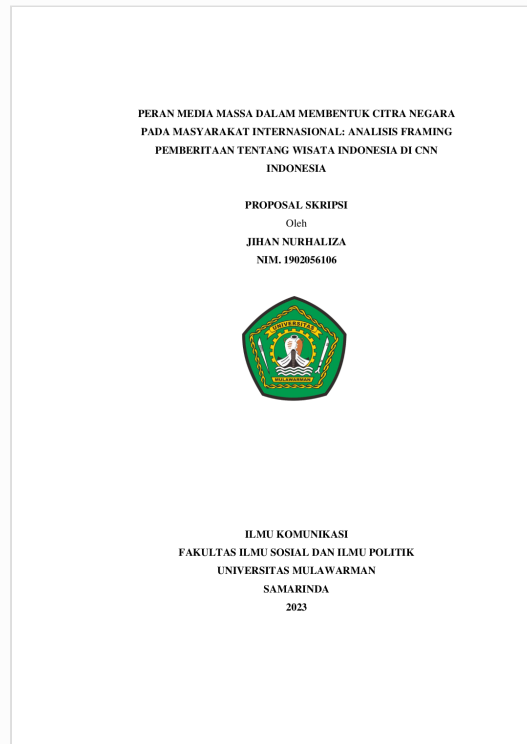 PERAN MEDIA MASSA DALAM MEMBENTUK CITRA NEGARA
PADA MASYARAKAT INTERNASIONAL: ANALISIS FRAMING
PEMBERITAAN TENTANG WISATA INDONESIA DI CNN
INDONESIA
PROPOSAL SKRIPSI
Oleh
JIHAN NURHALIZA
NIM. 1902056106
UNIVERSITAS
MULAWARMAN
ILMU KOMUNIKASI
FAKULTAS ILMU SOSIAL DAN ILMU POLITIK
UNIVERSITAS MULAWARMAN
SAMARINDA
2023